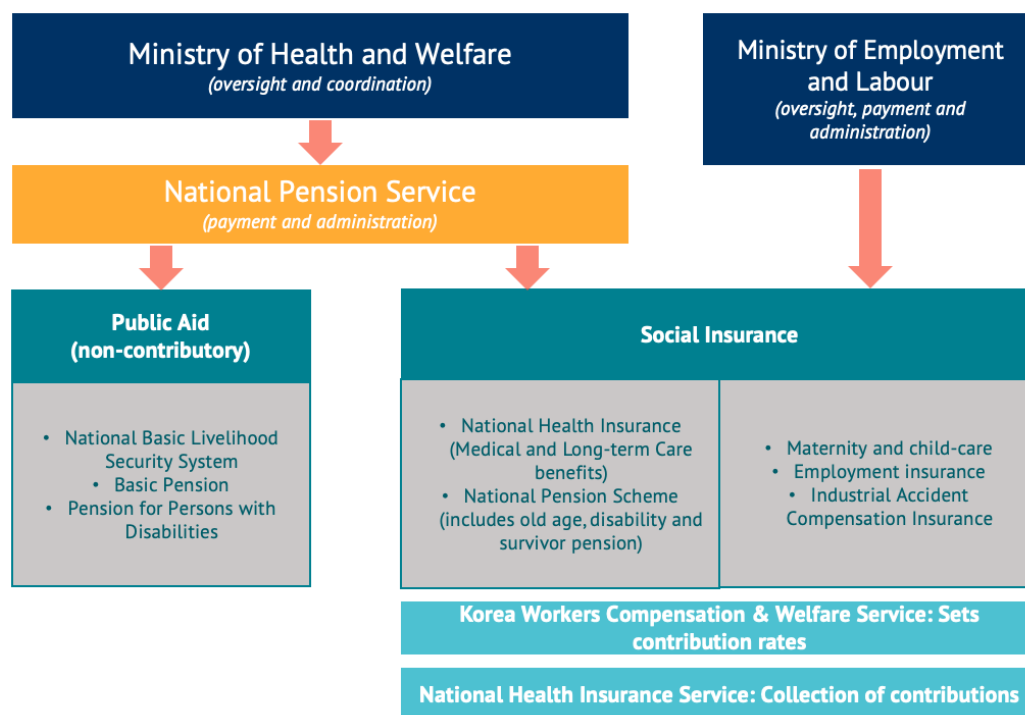 Ministry of Health and Welfare
(oversight and coordination)
Ministry of Employment
and Labour
(oversight, payment and
administration)
National Pension Service
(payment and administration)
Public Aid
(non-contributory)
• National Basic Livelihood
Security System
• Basic Pension
• Pension for Persons with
Disabilities
Social Insurance
• National Health Insurance
(Medical and Long-term Care
benefits)
• National Pension Scheme
(includes old age, disability and
survivor pension)
• Maternity and child-care
• Employment insurance
• Industrial Accident
Compensation Insurance
Korea Workers Compensation & Welfare Service: Sets
contribution rates
National Health Insurance Service: Collection of contributions